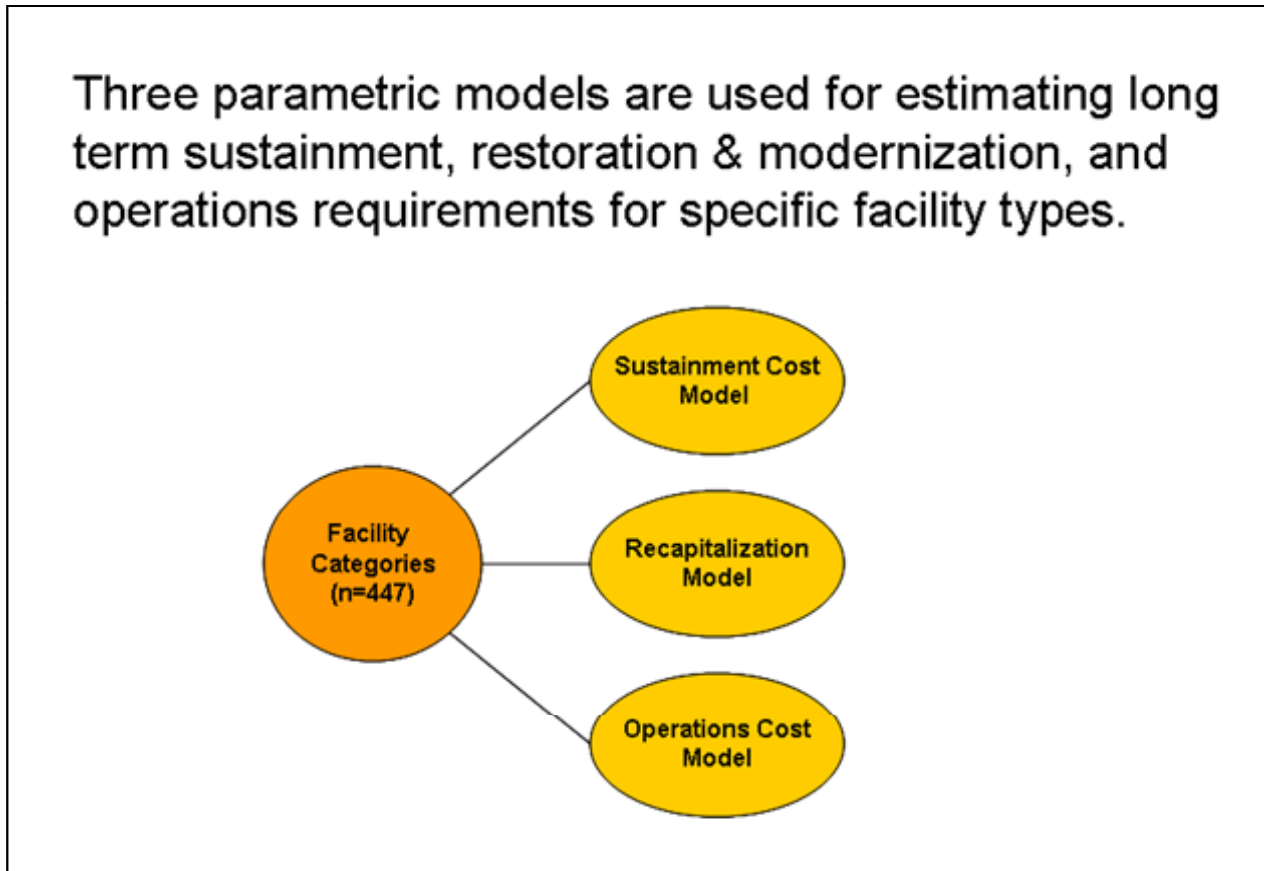 Three parametric models are used for estimating long
term sustainment, restoration & modernization, and
operations requirements for specific facility types.
Sustainment Cost
Model
Facility
Categories
(n=447)
Recapitalization
Model
Operations Cost
Model